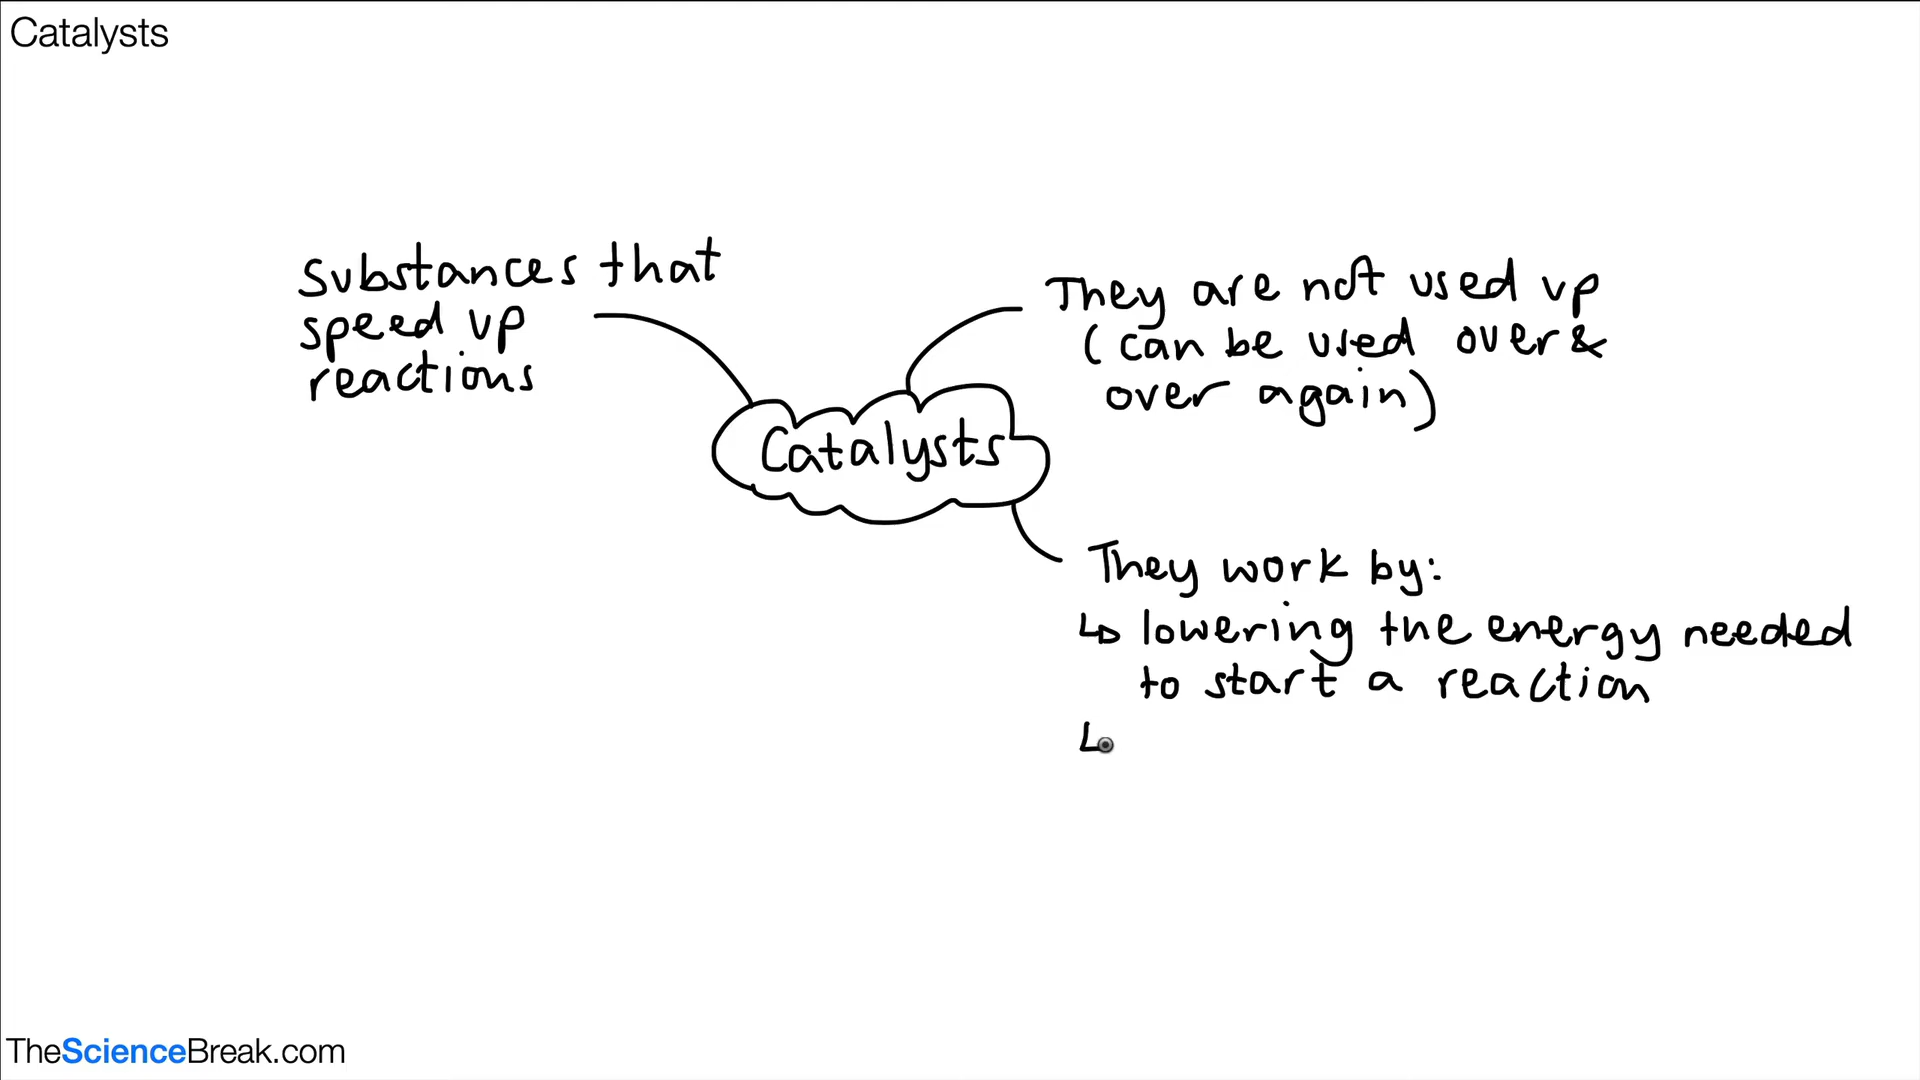 Catalysts
Substances that
speed up
reactions
They are not used up
(can be used over &
over again)
Catalysts
They work by:
↳ lowering the energy needed
to start a reaction
TheScienceBreak.com